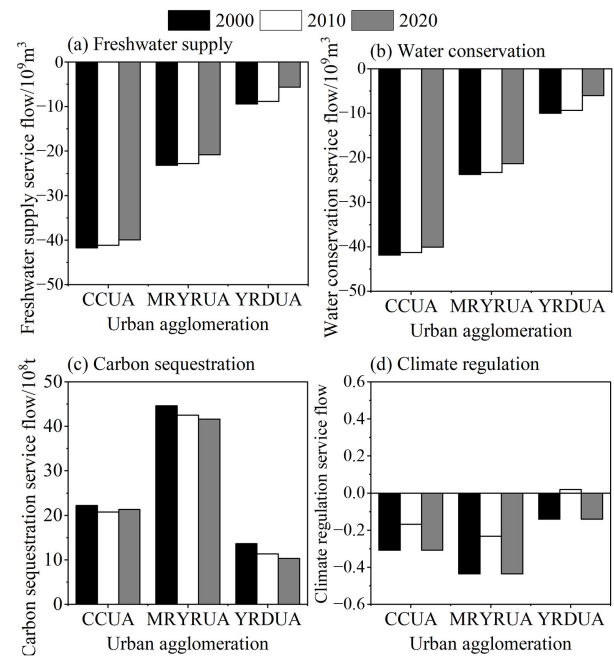 2000 2010 2020
(a) Freshwater supply
Freshwater supply service flow/10⁹m³
0
−10
−20
−30
−40
−50
CCUA MRYRUA YRDUA
Urban agglomeration
(b) Water conservation
Water conservation service flow/10⁹m³
0
−10
−20
−30
−40
−50
CCUA MRYRUA YRDUA
Urban agglomeration
(c) Carbon sequestration
Carbon sequestration service flow/10⁸t
50
40
30
20
10
0
CCUA MRYRUA YRDUA
Urban agglomeration
(d) Climate regulation
Climate regulation service flow
0.6
0.4
0.2
0.0
−0.2
−0.4
−0.6
CCUA MRYRUA YRDUA
Urban agglomeration